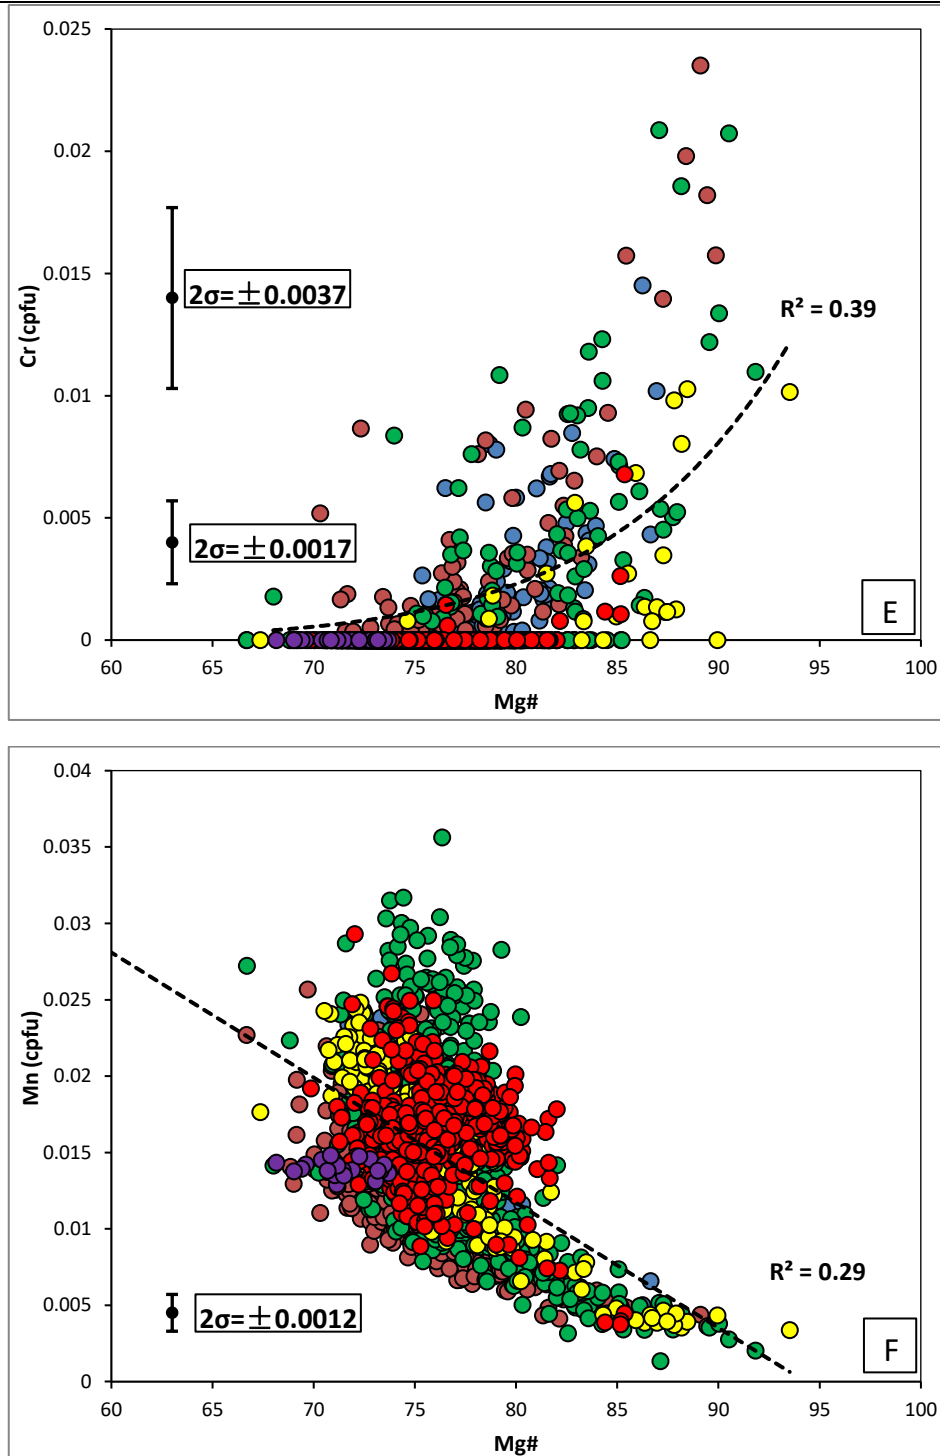 0.025
0.02
0.015
0.01
0.005
0
Cr (cpfu)
2σ= ±0.0037
2σ= ±0.0017
R² = 0.39
E
60 65 70 75 80 85 90 95 100
Mg#
0.04
0.035
0.03
0.025
0.02
0.015
0.01
0.005
0
Mn (cpfu)
2σ= ±0.0012
R² = 0.29
F
60 65 70 75 80 85 90 95 100
Mg#